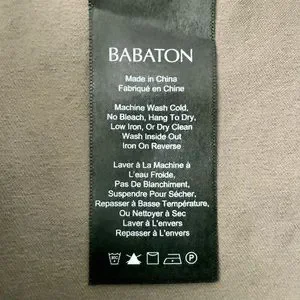 BABATON
Made in China
Fabriqué en Chine
Machine Wash Cold,
No Bleach, Hang To Dry,
Low Iron, Or Dry Clean
Wash Inside Out
Iron On Reverse
Laver à La Machine à
L'eau Froide,
Pas De Blanchiment,
Suspendre Pour Sécher,
Repasser à Basse Température,
Ou Nettoyer à Sec
Laver à L'envers
Repasser à L'envers
P